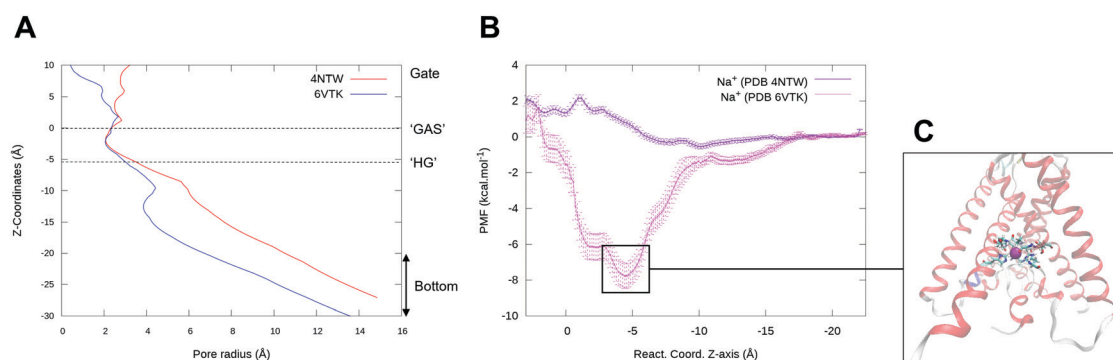 A
10
5
0
-5
-10
-15
-20
-25
-30
0
2
4
6
8
10
12
14
16
Z-Coordinates (Å)
Pore radius (Å)
4NTW
6VTK
Gate
'GAS'
'HG'
Bottom
B
4
2
0
-2
-4
-6
-8
-10
0
-5
-10
-15
-20
PMF (kcal.mol⁻¹)
React. Coord. Z-axis (Å)
Na⁺ (PDB 4NTW)
Na⁺ (PDB 6VTK)
C